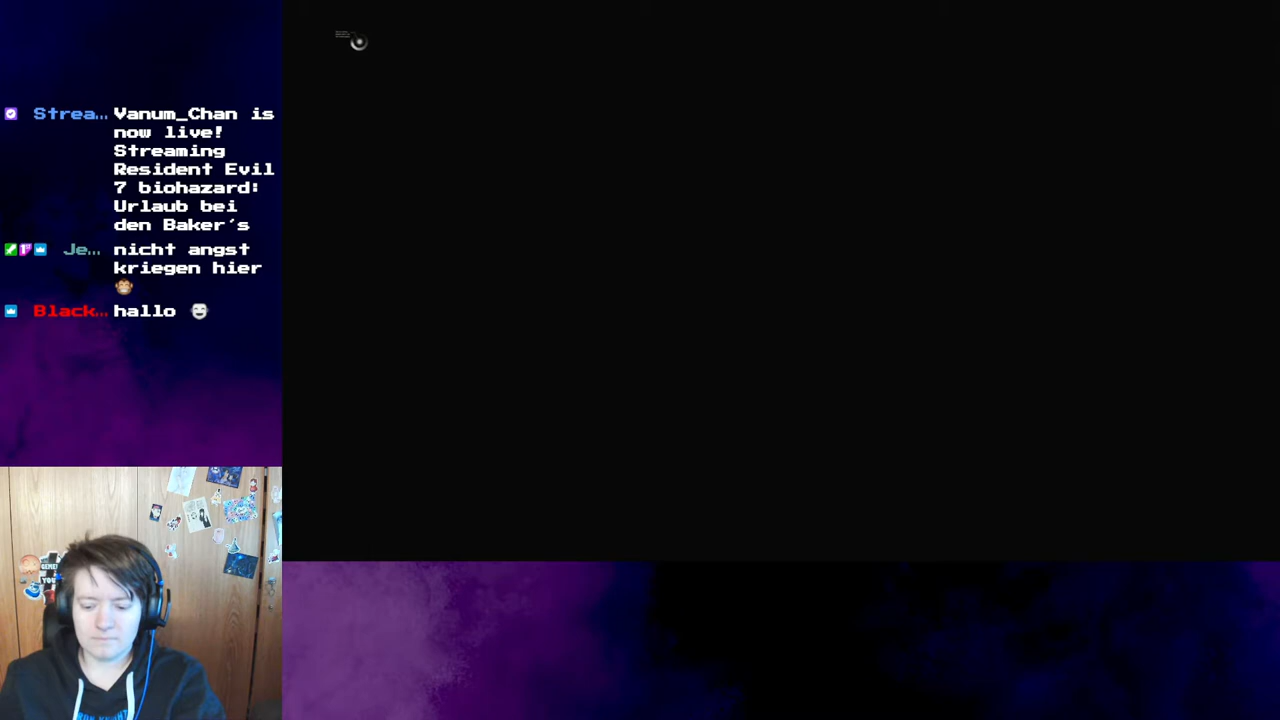 Strea... Vanum_Chan is
now live!
Streaming
Resident Evil
7 biohazard:
Urlaub bei
den Baker´s
Je... nicht angst
kriegen hier
Black... hallo
YOU